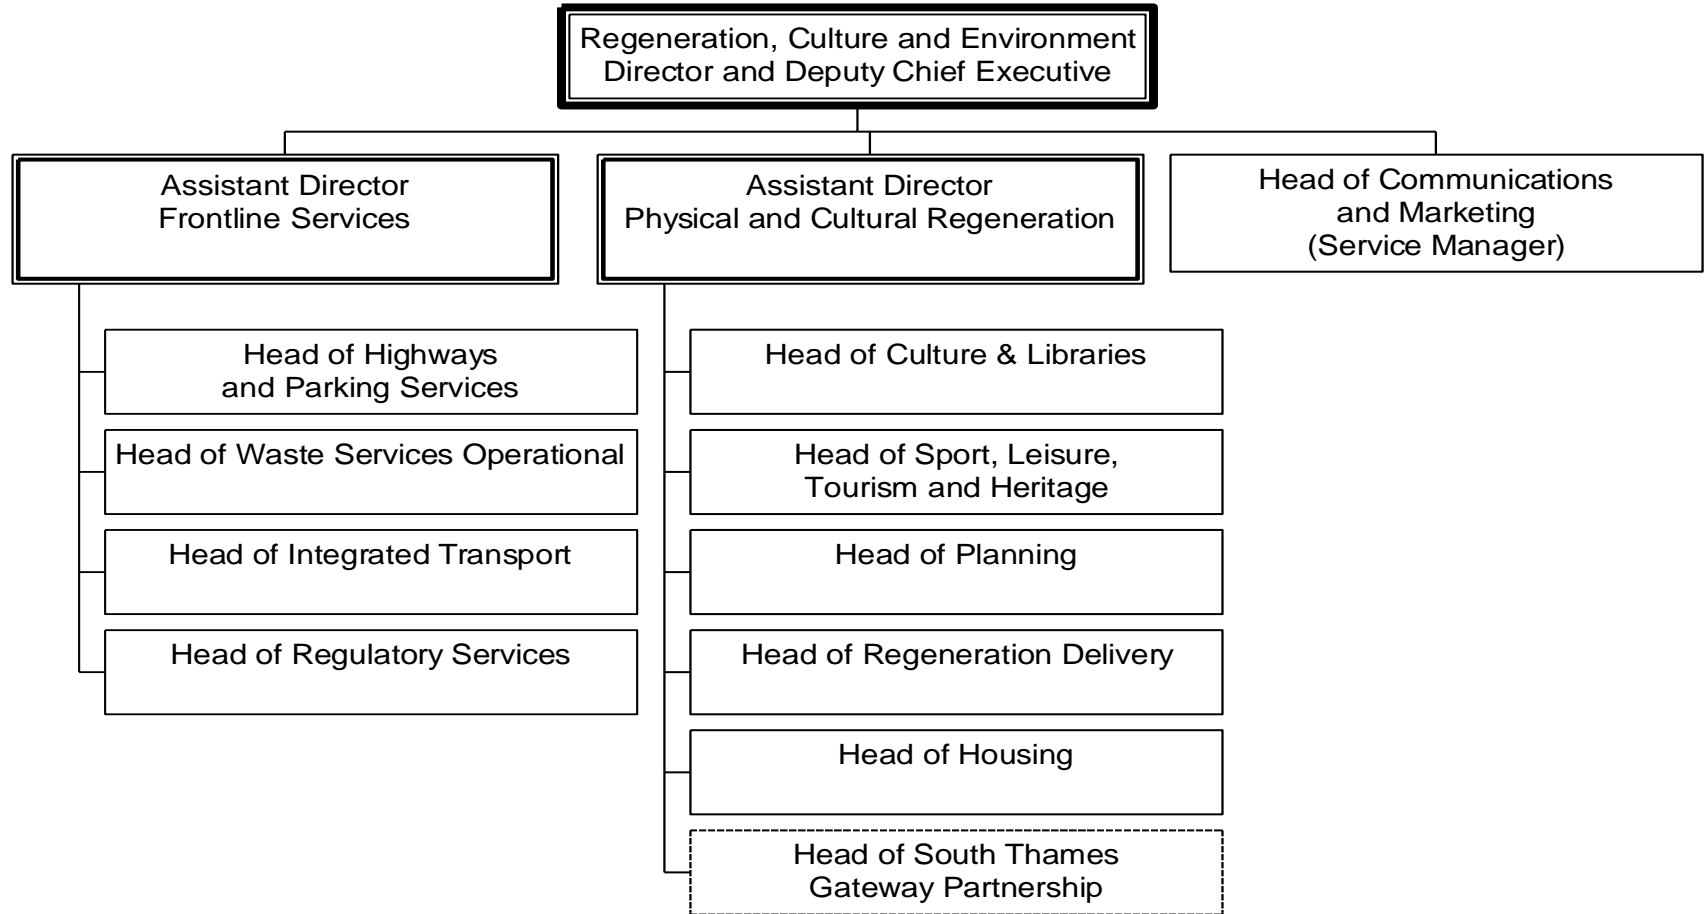 Regeneration, Culture and Environment
Director and Deputy Chief Executive
Assistant Director
Frontline Services
Assistant Director
Physical and Cultural Regeneration
Head of Communications
and Marketing
(Service Manager)
Head of Highways
and Parking Services
Head of Waste Services Operational
Head of Integrated Transport
Head of Regulatory Services
Head of Culture & Libraries
Head of Sport, Leisure,
Tourism and Heritage
Head of Planning
Head of Regeneration Delivery
Head of Housing
Head of South Thames
Gateway Partnership